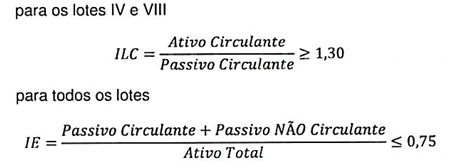 para os lotes IV e VIII
ILC = Ativo Circulante / Passivo Circulante ≥ 1,30
para todos os lotes
IE = Passivo Circulante + Passivo NÃO Circulante / Ativo Total ≤ 0,75